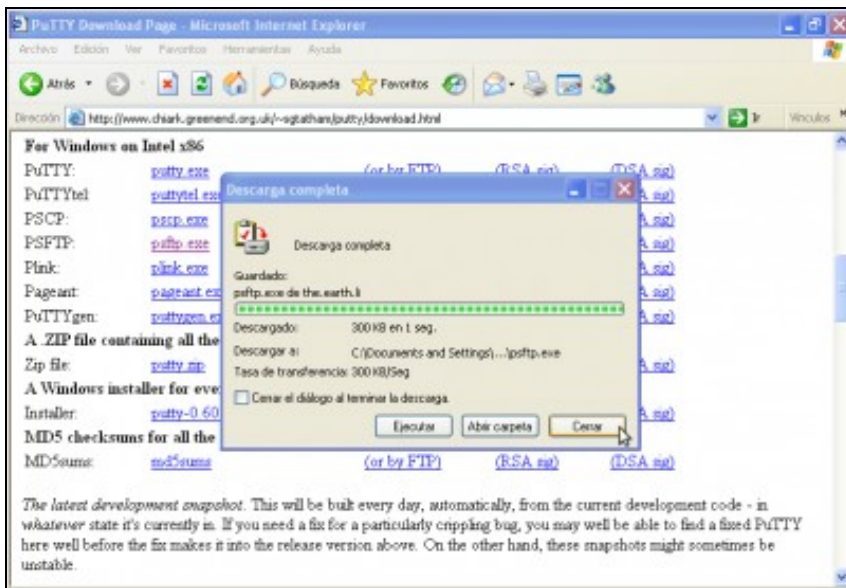 PuTTY Download Page - Microsoft Internet Explorer
Archivo Edición Ver Favoritos Herramientas Ayuda
Atrás Búsqueda Favoritos
Dirección http://www.chiark.greenend.org.uk/~sgtatham/putty/download.html Ir Vínculos
For Windows on Intel x86
PuTTY: putty.exe (or by FTP) (RSA sig) (DSA sig)
PuTTYtel: puttytel.exe sig)
PSCP: pscp.exe sig)
PSFTP: psftp.exe sig)
Plink: plink.exe sig)
Pageant: pageant.ex sig)
PuTTYgen: puttygen.e sig)
A .ZIP file containing all the
Zip file: putty.zip sig)
A Windows installer for eve
Installer: putty-0.60 sig)
MD5 checksums for all the
MD5sums: md5sums (or by FTP) (RSA sig) (DSA sig)
The latest development snapshot. This will be built every day, automatically, from the current development code - in
whatever state it's currently in. If you need a fix for a particularly crippling bug, you may well be able to find a fixed PuTTY
here well before the fix makes it into the release version above. On the other hand, these snapshots might sometimes be
unstable.
Descarga completa
Descarga completa
Guardado:
psftp.exe de the.earth.li
Descargado: 300 KB en 1 seg.
Descargar a: C:\Documents and Settings\...\psftp.exe
Tasa de transferencia: 300 KB/Seg
Cerrar el diálogo al terminar la descarga.
Ejecutar Abrir carpeta Cerrar